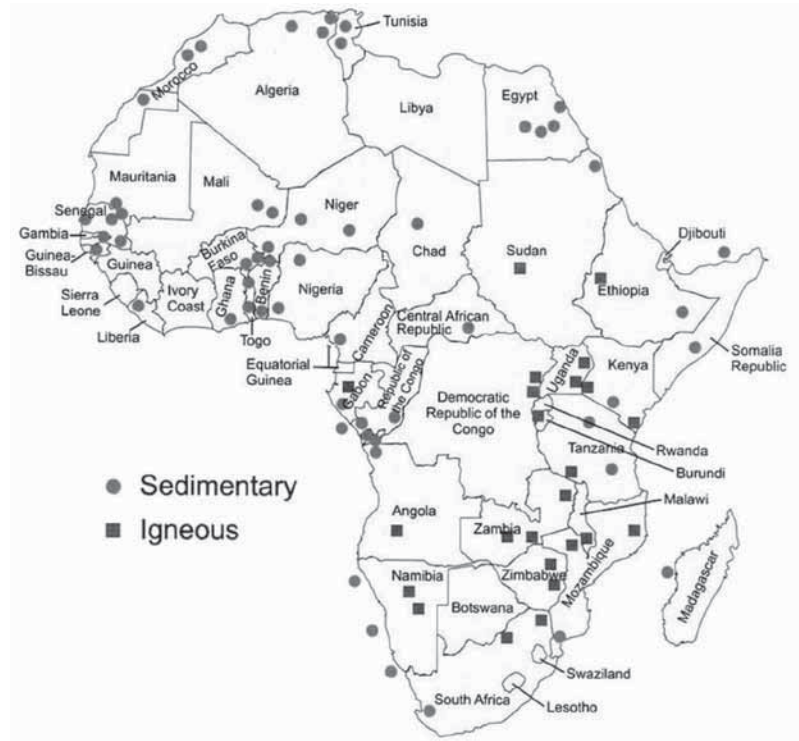 Tunisia
Morocco
Algeria
Libya
Egypt
Mauritania
Mali
Niger
Senegal
Gambia
Guinea-
Bissau
Guinea
Burkina
Faso
Chad
Sudan
Djibouti
Sierra
Leone
Ivory
Coast
Ghana
Benin
Nigeria
Ethiopia
Liberia
Togo
Cameroon
Central African
Republic
Somalia
Republic
Equatorial
Guinea
Gabon
Republic of
the Congo
Democratic
Republic of the
Congo
Uganda
Kenya
Rwanda
Burundi
Tanzania
Malawi
Sedimentary
Igneous
Angola
Zambia
Mozambique
Madagascar
Namibia
Zimbabwe
Botswana
Swaziland
South Africa
Lesotho